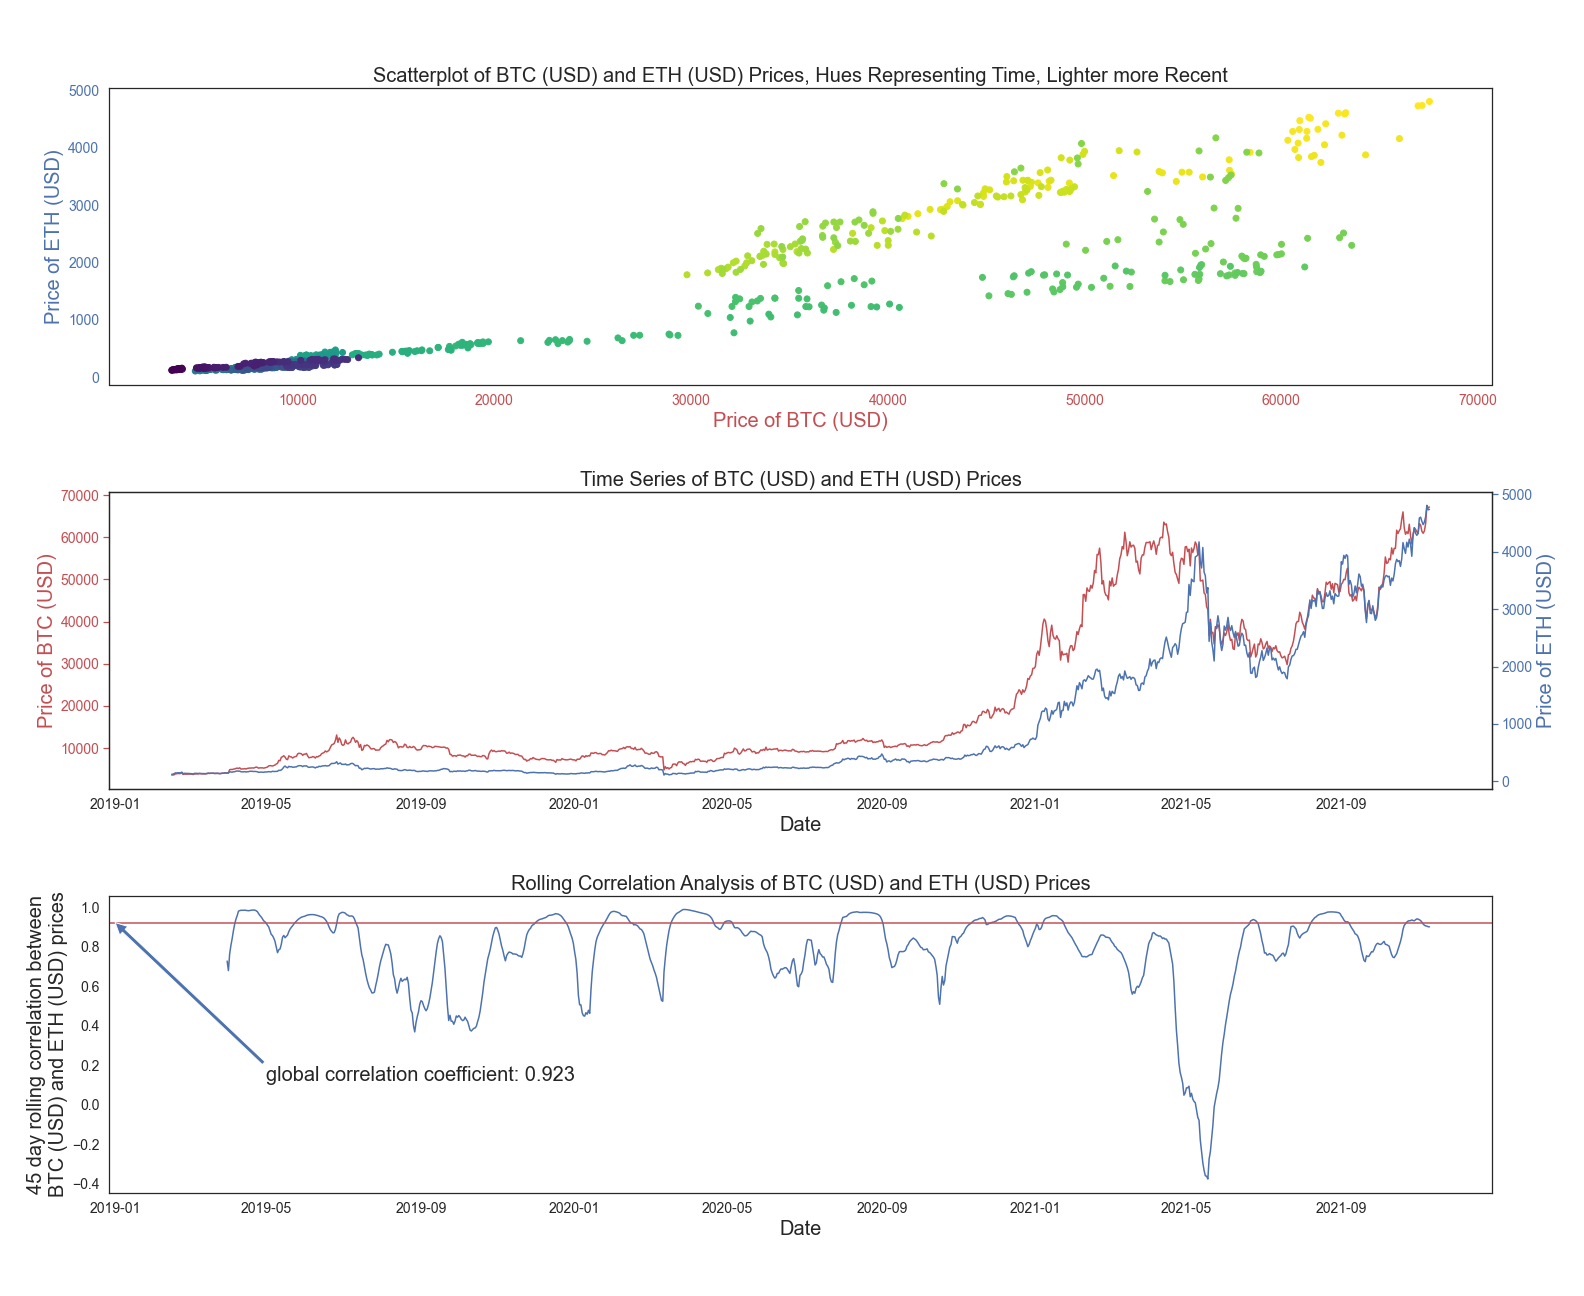 Scatterplot of BTC (USD) and ETH (USD) Prices, Hues Representing Time, Lighter more Recent
Price of ETH (USD)
5000
4000
3000
2000
1000
0
10000 20000 30000 40000 50000 60000 70000
Price of BTC (USD)
Time Series of BTC (USD) and ETH (USD) Prices
Price of BTC (USD)
70000
60000
50000
40000
30000
20000
10000
5000
4000
3000
2000
1000
0
Price of ETH (USD)
2019-01 2019-05 2019-09 2020-01 2020-05 2020-09 2021-01 2021-05 2021-09
Date
Rolling Correlation Analysis of BTC (USD) and ETH (USD) Prices
45 day rolling correlation between
BTC (USD) and ETH (USD) prices
1.0
0.8
0.6
0.4
0.2
0.0
−0.2
−0.4
global correlation coefficient: 0.923
2019-01 2019-05 2019-09 2020-01 2020-05 2020-09 2021-01 2021-05 2021-09
Date